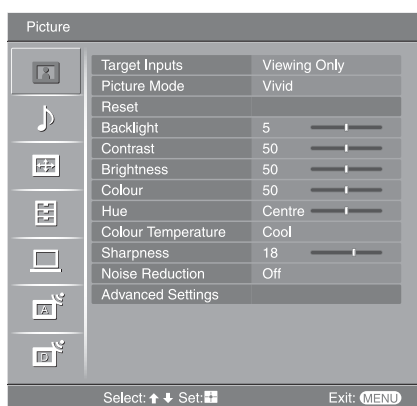 Picture
Target Inputs Viewing Only
Picture Mode Vivid
Reset
Backlight 5
Contrast 50
Brightness 50
Colour 50
Hue Centre
Colour Temperature Cool
Sharpness 18
Noise Reduction Off
Advanced Settings
A
D
Select: Set: Exit: MENU